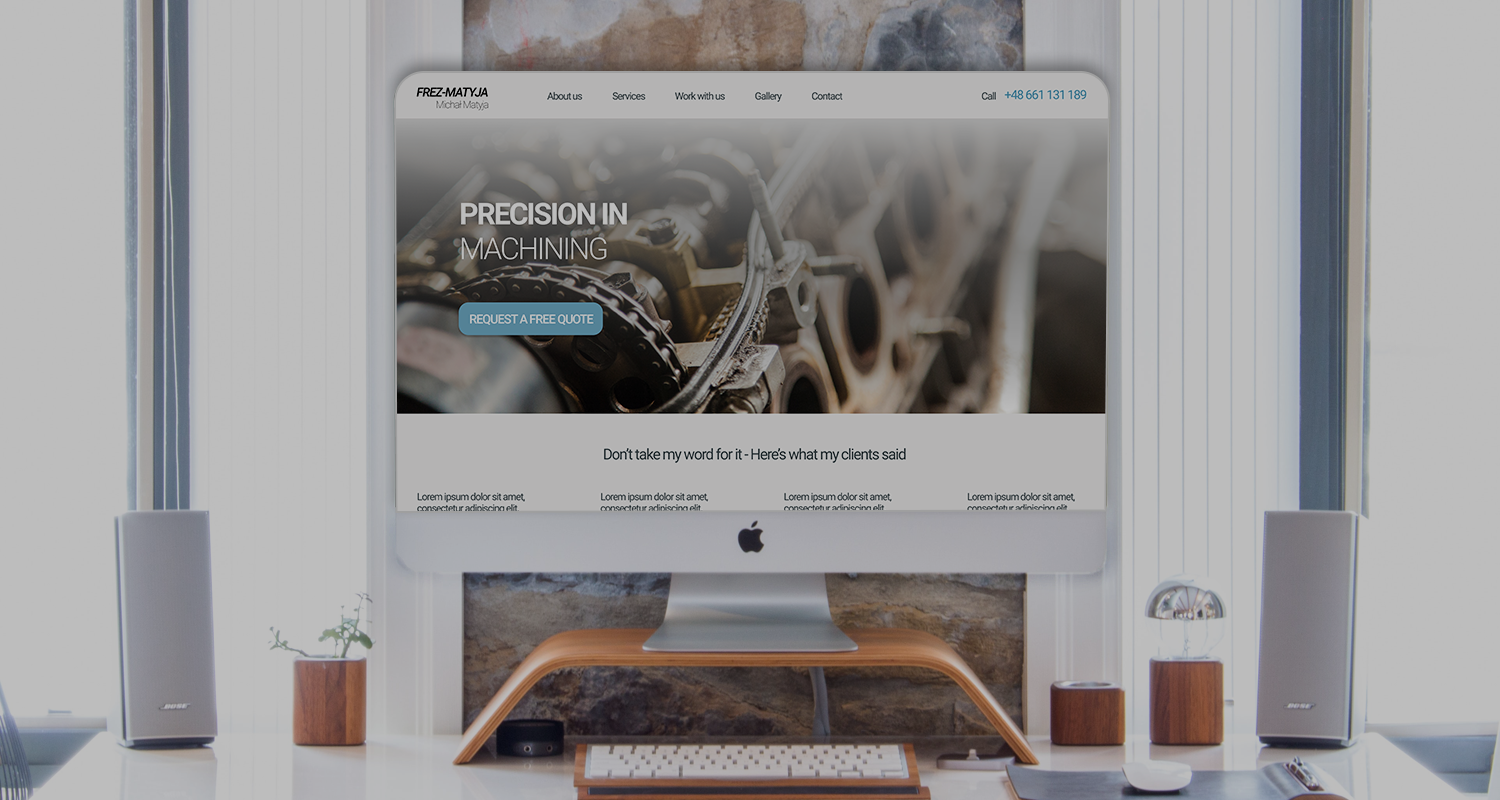 FREZ-MATYJA
Michał Matyja
About us
Services
Work with us
Gallery
Contact
Call
+48 661 131 189
PRECISION IN
MACHINING
REQUEST A FREE QUOTE
Don't take my word for it - Here's what my clients said
Lorem ipsum dolor sit amet,
consectetur adipiscing elit
Lorem ipsum dolor sit amet,
consectetur adipiscing elit
Lorem ipsum dolor sit amet,
consectetur adipiscing elit
Lorem ipsum dolor sit amet,
consectetur adipiscing elit
BOSE
BOSE